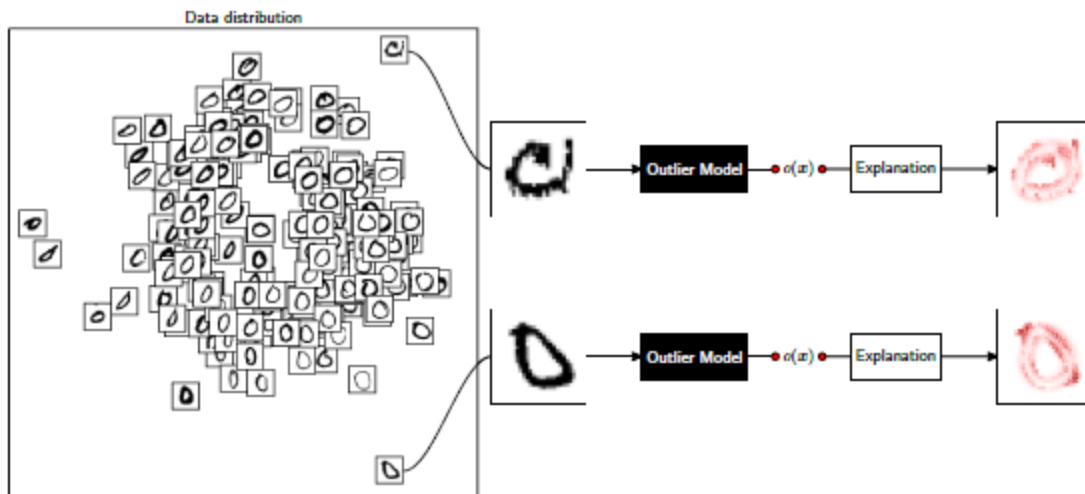 Data distribution
Outlier Model o(x) Explanation
Outlier Model o(x) Explanation